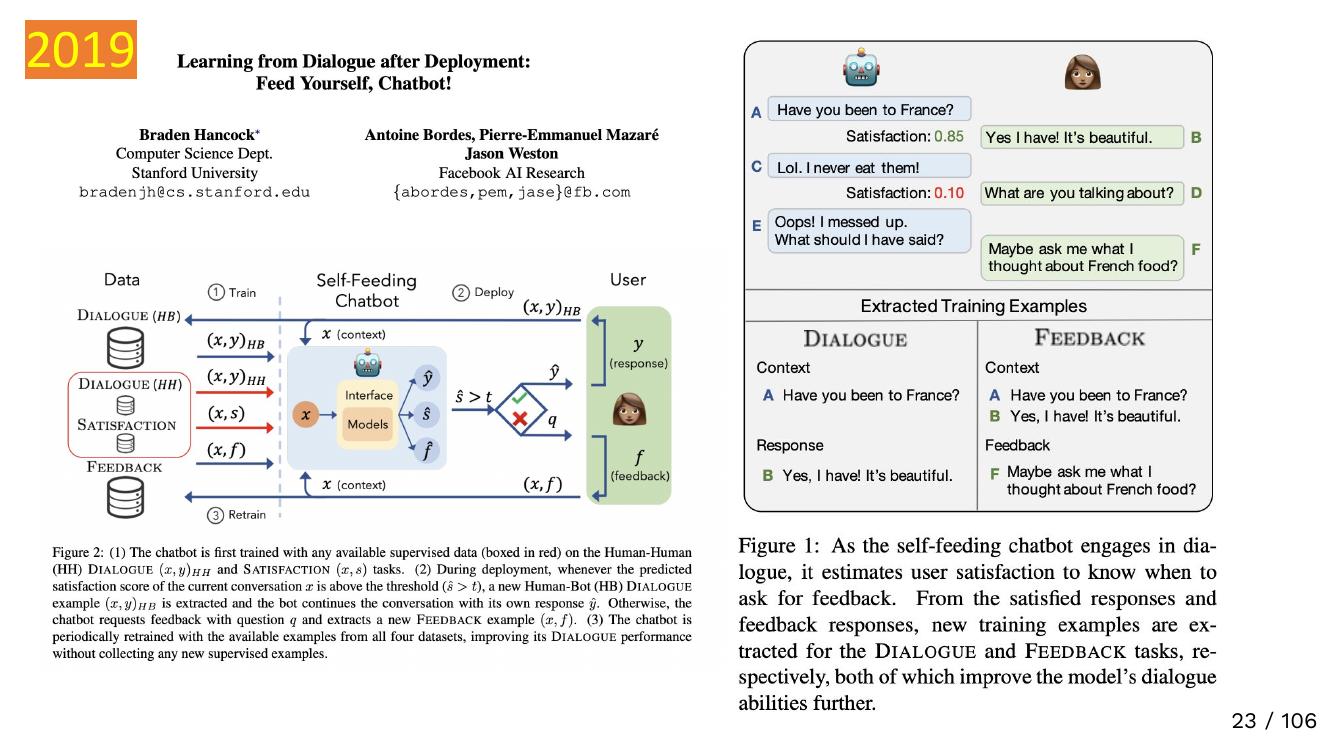 2019
Learning from Dialogue after Deployment:
Feed Yourself, Chatbot!
Braden Hancock*
Computer Science Dept.
Stanford University
bradenjh@cs.stanford.edu
Antoine Bordes, Pierre-Emmanuel Mazaré
Jason Weston
Facebook AI Research
{abordes,pem,jase}@fb.com
Data
① Train
Self-Feeding
Chatbot
② Deploy
User
DIALOGUE (HB)
(x, y)HB
x (context)
(x, y)HB
y
(response)
DIALOGUE (HH)
(x, y)HH
SATISFACTION
(x, s)
x
Interface
Models
ŷ
ŝ
f̂
ŝ > t
ŷ
q
FEEDBACK
(x, f)
f
(feedback)
x (context)
(x, f)
③ Retrain
Figure 2: (1) The chatbot is first trained with any available supervised data (boxed in red) on the Human-Human
(HH) DIALOGUE (x, y)HH and SATISFACTION (x, s) tasks. (2) During deployment, whenever the predicted
satisfaction score of the current conversation x is above the threshold (ŝ > t), a new Human-Bot (HB) DIALOGUE
example (x, y)HB is extracted and the bot continues the conversation with its own response ŷ. Otherwise, the
chatbot requests feedback with question q and extracts a new FEEDBACK example (x, f). (3) The chatbot is
periodically retrained with the available examples from all four datasets, improving its DIALOGUE performance
without collecting any new supervised examples.
A Have you been to France?
Satisfaction: 0.85
Yes I have! It's beautiful. B
C Lol. I never eat them!
Satisfaction: 0.10
What are you talking about? D
E Oops! I messed up.
What should I have said?
Maybe ask me what I F
thought about French food?
Extracted Training Examples
DIALOGUE
Context
A Have you been to France?
Response
B Yes, I have! It's beautiful.
FEEDBACK
Context
A Have you been to France?
B Yes, I have! It's beautiful.
Feedback
F Maybe ask me what I
thought about French food?
Figure 1: As the self-feeding chatbot engages in dia-
logue, it estimates user satisfaction to know when to
ask for feedback. From the satisfied responses and
feedback responses, new training examples are ex-
tracted for the DIALOGUE and FEEDBACK tasks, re-
spectively, both of which improve the model's dialogue
abilities further.
23 / 106